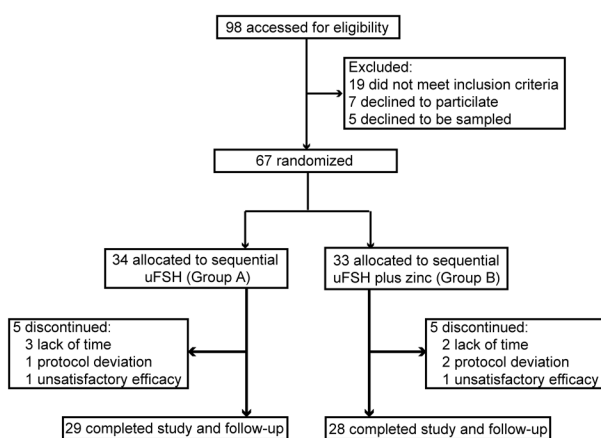 98 accessed for eligibility
Excluded:
19 did not meet inclusion criteria
7 declined to particilate
5 declined to be sampled
67 randomized
34 allocated to sequential
uFSH (Group A)
33 allocated to sequential
uFSH plus zinc (Group B)
5 discontinued:
3 lack of time
1 protocol deviation
1 unsatisfactory efficacy
5 discontinued:
2 lack of time
2 protocol deviation
1 unsatisfactory efficacy
29 completed study and follow-up
28 completed study and follow-up